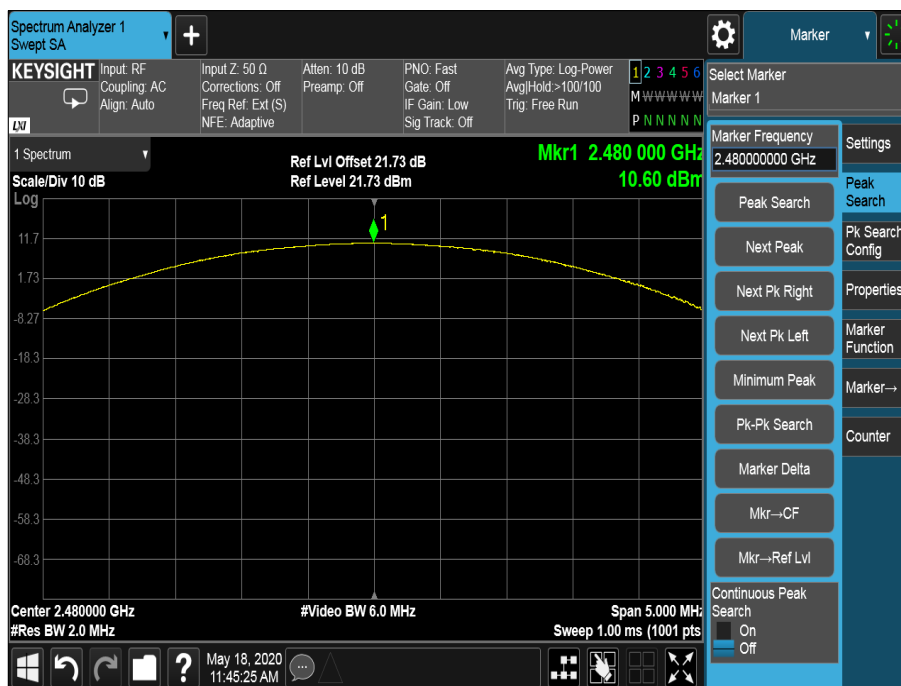 Spectrum Analyzer 1
Swept SA
+
Marker
KEYSIGHT
LXI
Input: RF
Coupling: AC
Align: Auto
Input Z: 50 Ω
Corrections: Off
Freq Ref: Ext (S)
NFE: Adaptive
Atten: 10 dB
Preamp: Off
PNO: Fast
Gate: Off
IF Gain: Low
Sig Track: Off
Avg Type: Log-Power
Avg|Hold:>100/100
Trig: Free Run
1 2 3 4 5 6
M W W W W W
P N N N N N
Select Marker
Marker 1
1 Spectrum
Scale/Div 10 dB
Ref Lvl Offset 21.73 dB
Ref Level 21.73 dBm
Mkr1 2.480 000 GHz
10.60 dBm
Log
11.7
1.73
-8.27
-18.3
-28.3
-38.3
-48.3
-58.3
-68.3
1
Center 2.480000 GHz
#Res BW 2.0 MHz
#Video BW 6.0 MHz
Span 5.000 MHz
Sweep 1.00 ms (1001 pts
Marker Frequency
2.480000000 GHz
Peak Search
Next Peak
Next Pk Right
Next Pk Left
Minimum Peak
Pk-Pk Search
Marker Delta
Mkr→CF
Mkr→Ref Lvl
Continuous Peak
Search
On
Off
Settings
Peak
Search
Pk Search
Config
Properties
Marker
Function
Marker→
Counter
?
May 18, 2020
11:45:25 AM